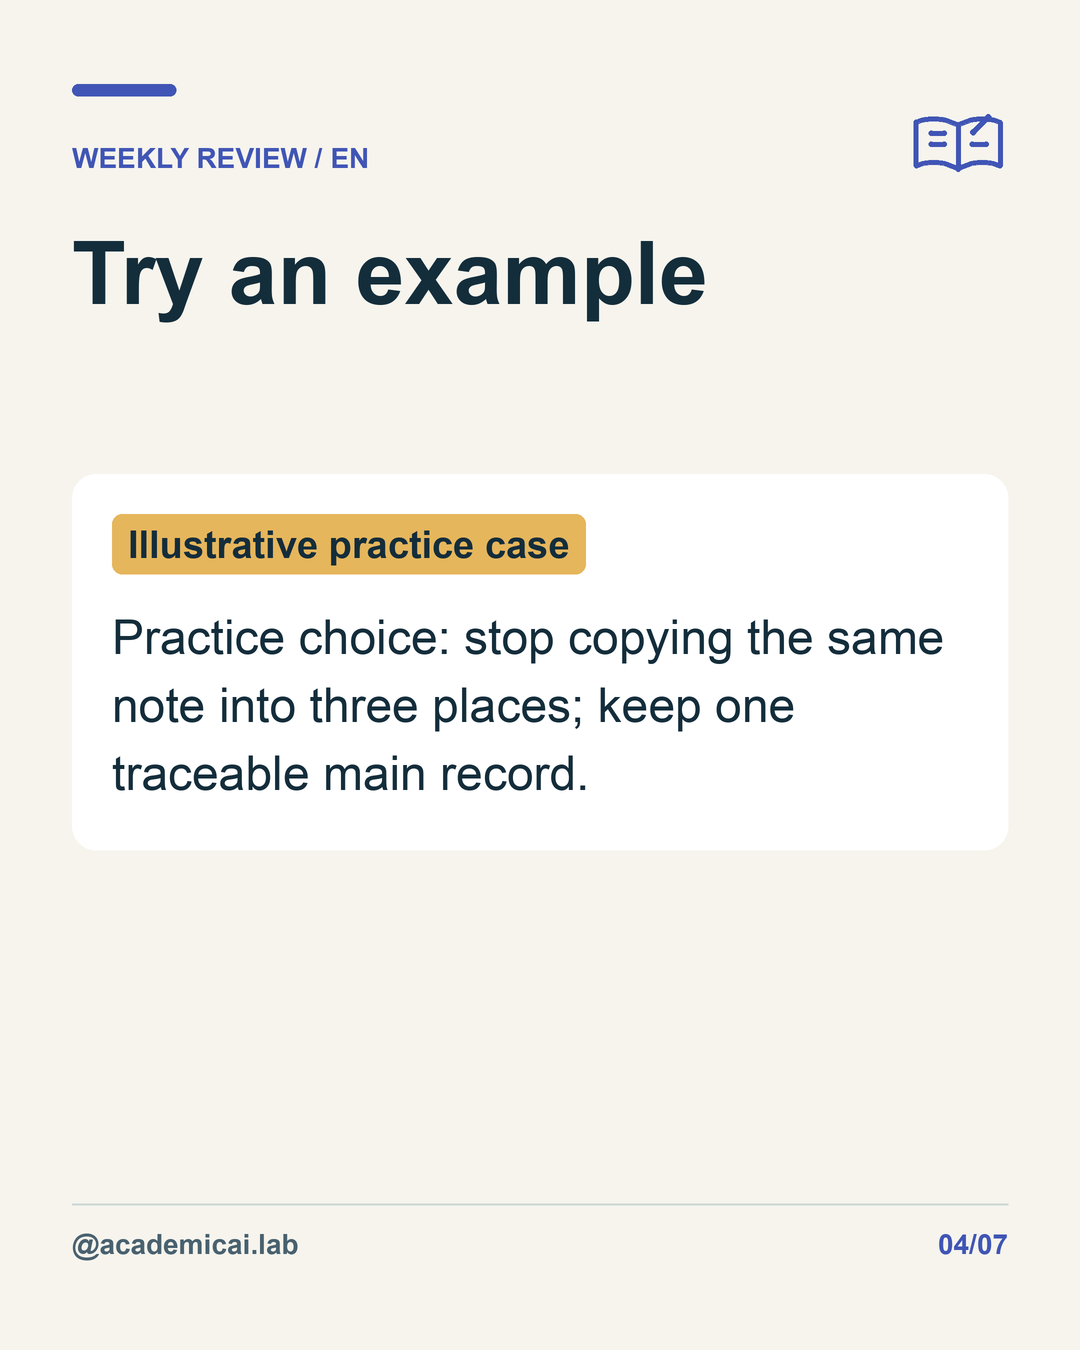 WEEKLY REVIEW / EN
Try an example
Illustrative practice case
Practice choice: stop copying the same
note into three places; keep one
traceable main record.
@academicai.lab
04/07